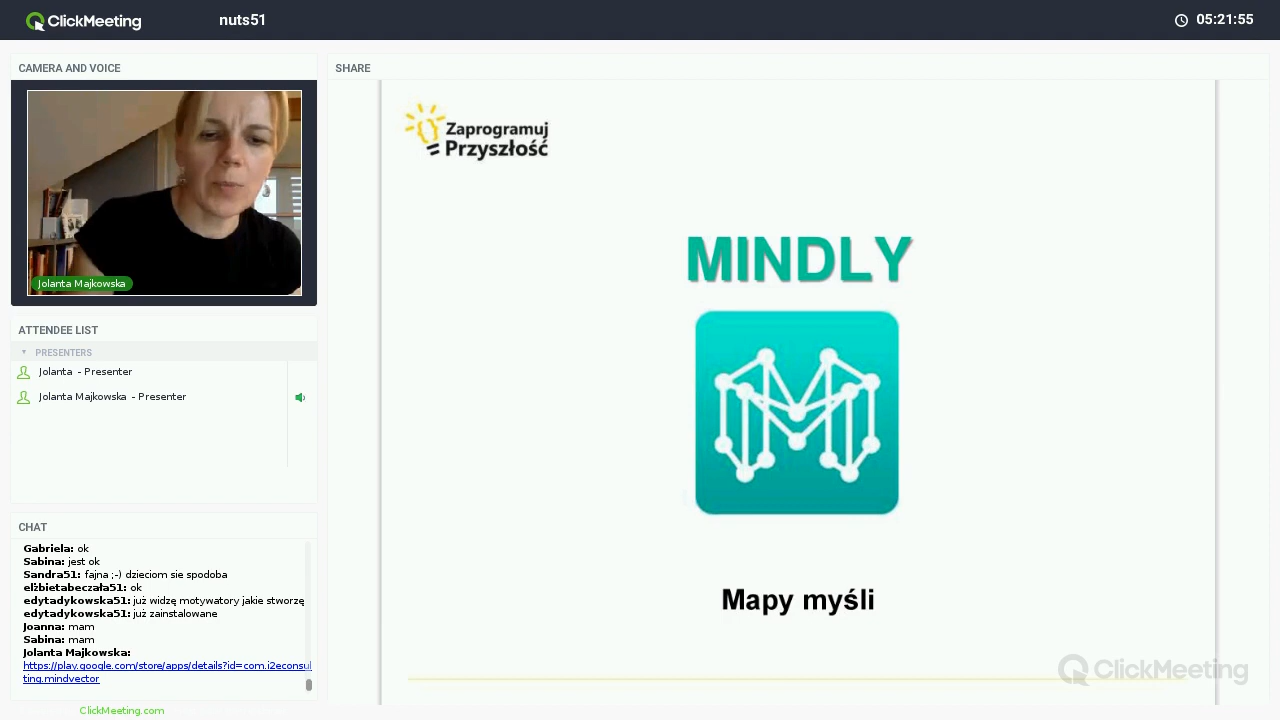 ClickMeeting
nuts51
05:21:55
CAMERA AND VOICE
Jolanta Majkowska
ATTENDEE LIST
PRESENTERS
Jolanta - Presenter
Jolanta Majkowska - Presenter
CHAT
Gabriela: ok
Sabina: jest ok
Sandra51: fajna ;-) dzieciom sie spodoba
elżbietabeczała51: ok
edytadykowska51: już widzę motywatory jakie stworzę
edytadykowska51: już zainstalowane
Joanna: mam
Sabina: mam
Jolanta Majkowska:
https://play.google.com/store/apps/details?id=com.i2econsul
ting.mindvector
ClickMeeting.com
SHARE
Zaprogramuj
Przyszłość
MINDLY
Mapy myśli
ClickMeeting